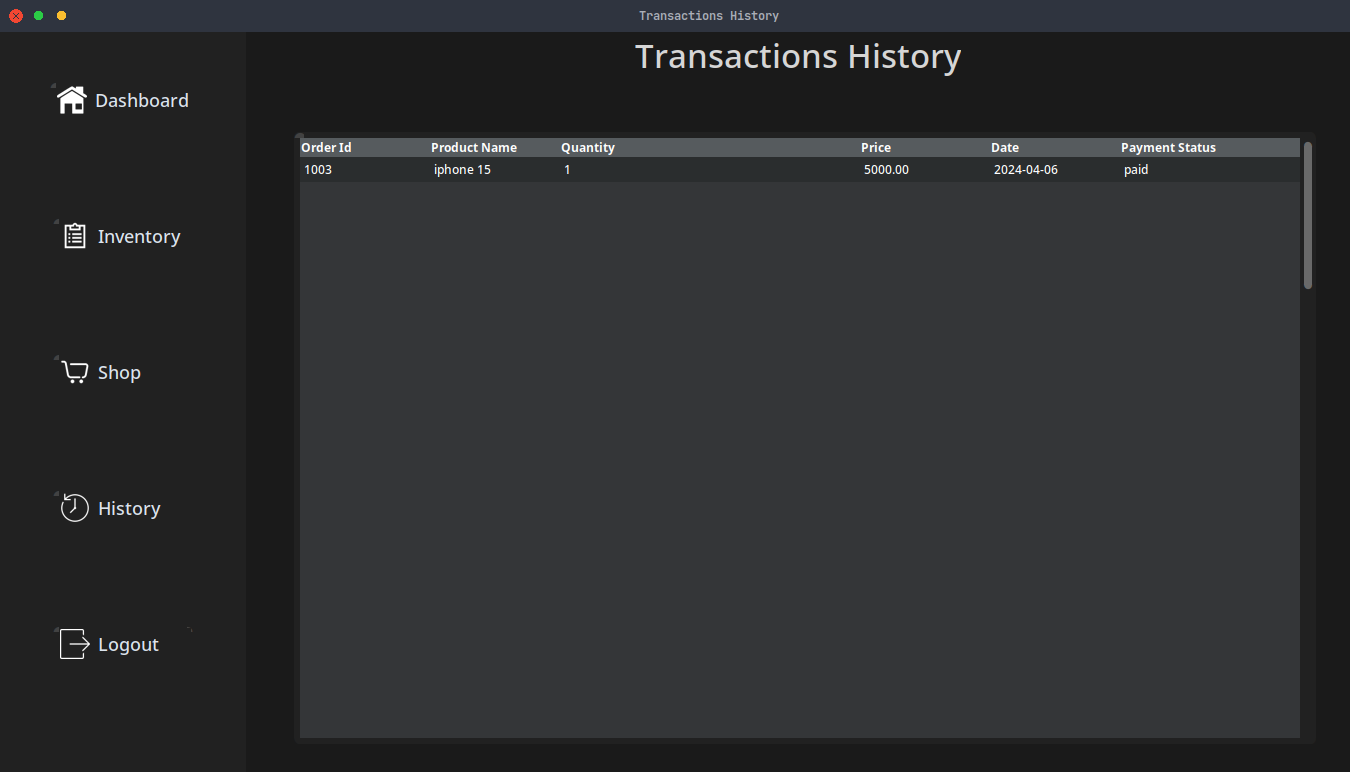 Transactions History
Transactions History
Dashboard
Inventory
Shop
History
Logout
Order Id Product Name Quantity Price Date Payment Status
1003 iphone 15 1 5000.00 2024-04-06 paid